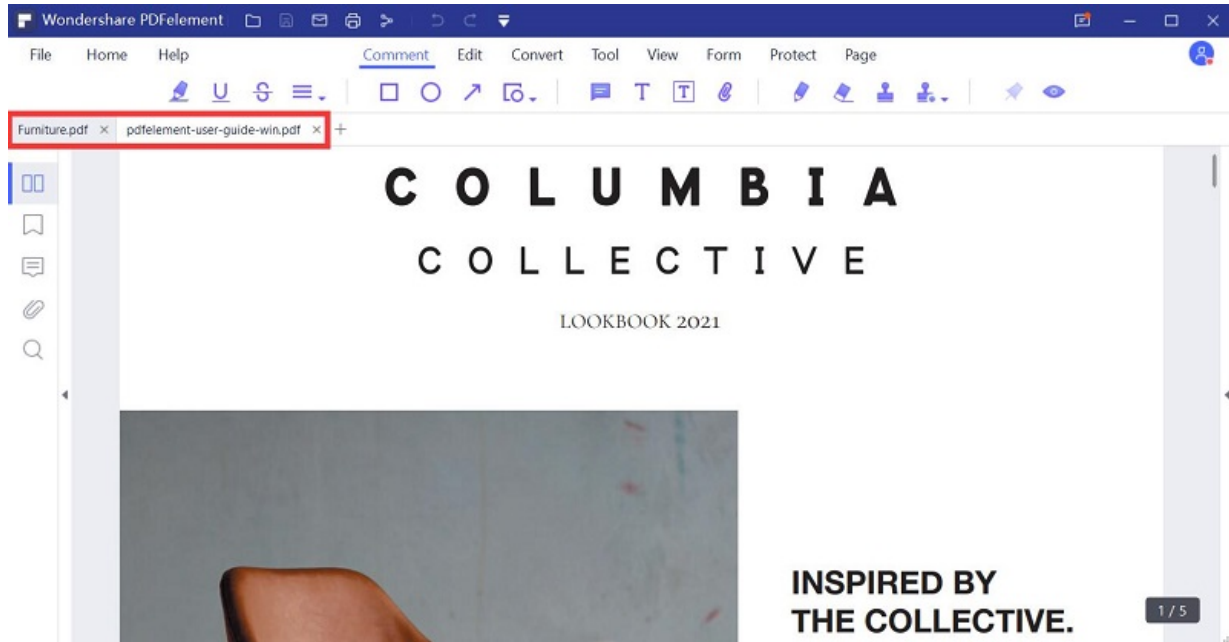 Wondershare PDFelement
File Home Help Comment Edit Convert Tool View Form Protect Page
Furniture.pdf × pdfelement-user-guide-win.pdf × +
COLUMBIA
COLLECTIVE
LOOKBOOK 2021
INSPIRED BY
THE COLLECTIVE.
1 / 5